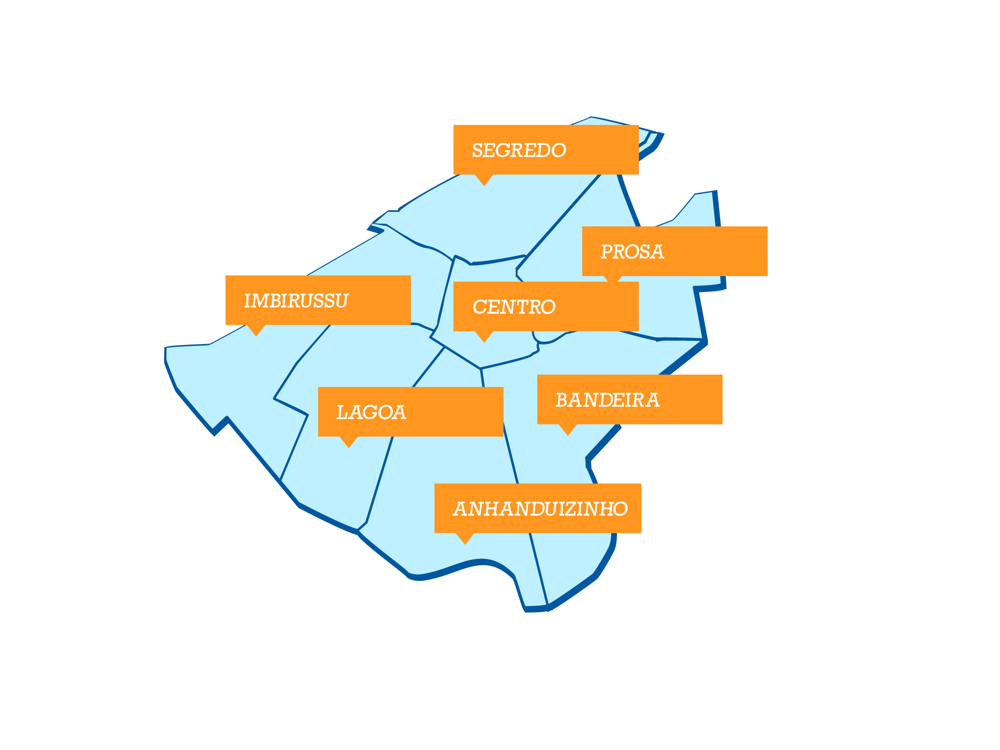 SEGREDO
PROSA
IMBIRUSSU
CENTRO
BANDEIRA
LAGOA
ANHANDUIZINHO